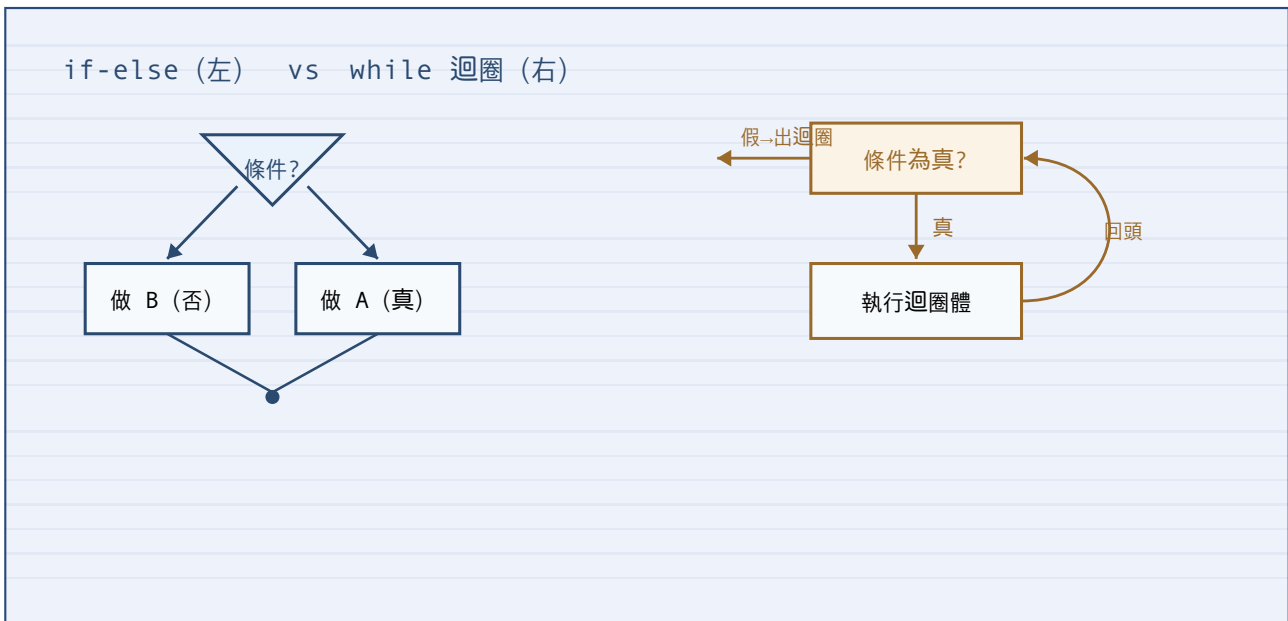 if-else（左） vs while 迴圈（右）
條件？
做 B（否）
做 A（真）
假→出迴圈
條件為真？
真
回頭
執行迴圈體